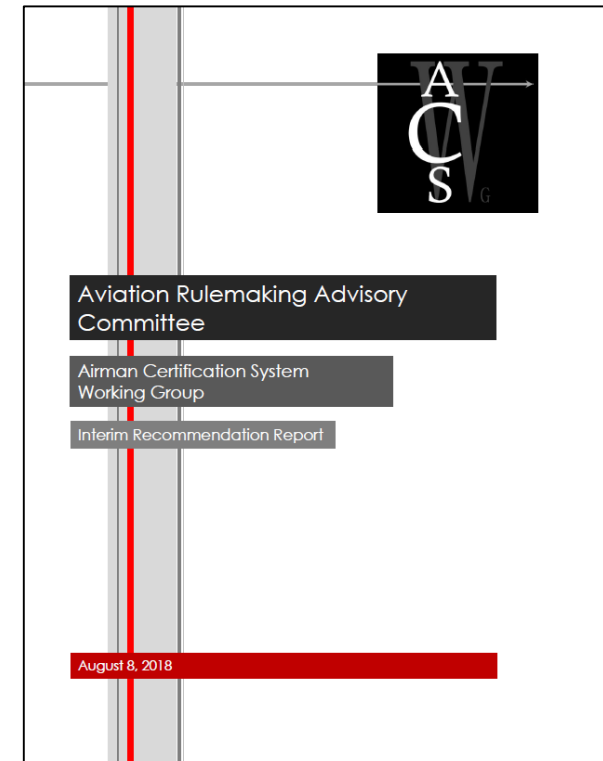 A
W
C
S
G
Aviation Rulemaking Advisory
Committee
Airman Certification System
Working Group
Interim Recommendation Report
August 8, 2018